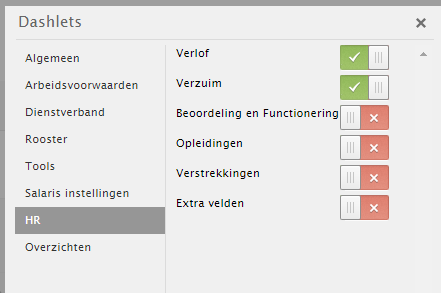 Dashlets
Algemeen
Arbeidsvoorwaarden
Dienstverband
Rooster
Tools
Salaris instellingen
HR
Overzichten
Verlof
Verzuim
Beoordeling en Functionering
Opleidingen
Verstrekkingen
Extra velden